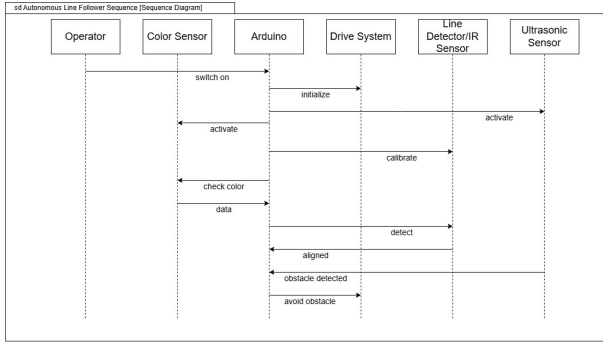 sd Autonomous Line Follower Sequence [Sequence Diagram]
Operator
Color Sensor
Arduino
Drive System
Line
Detector/IR
Sensor
Ultrasonic
Sensor
switch on
initialize
activate
activate
calibrate
check color
data
detect
aligned
obstacle detected
avoid obstacle